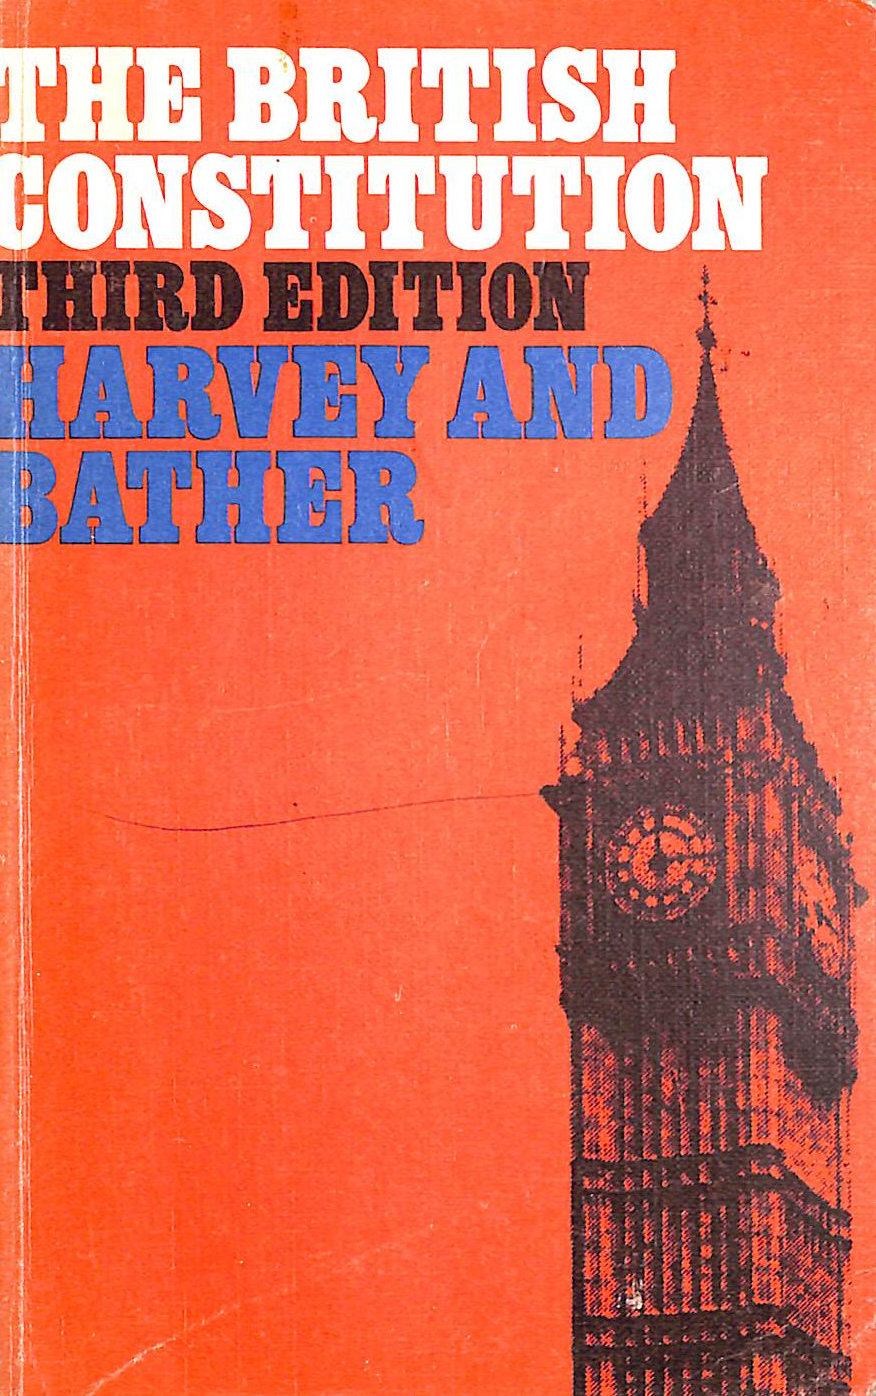 THE BRITISH
CONSTITUTION
THIRD EDITION
HARVEY AND
BATHER